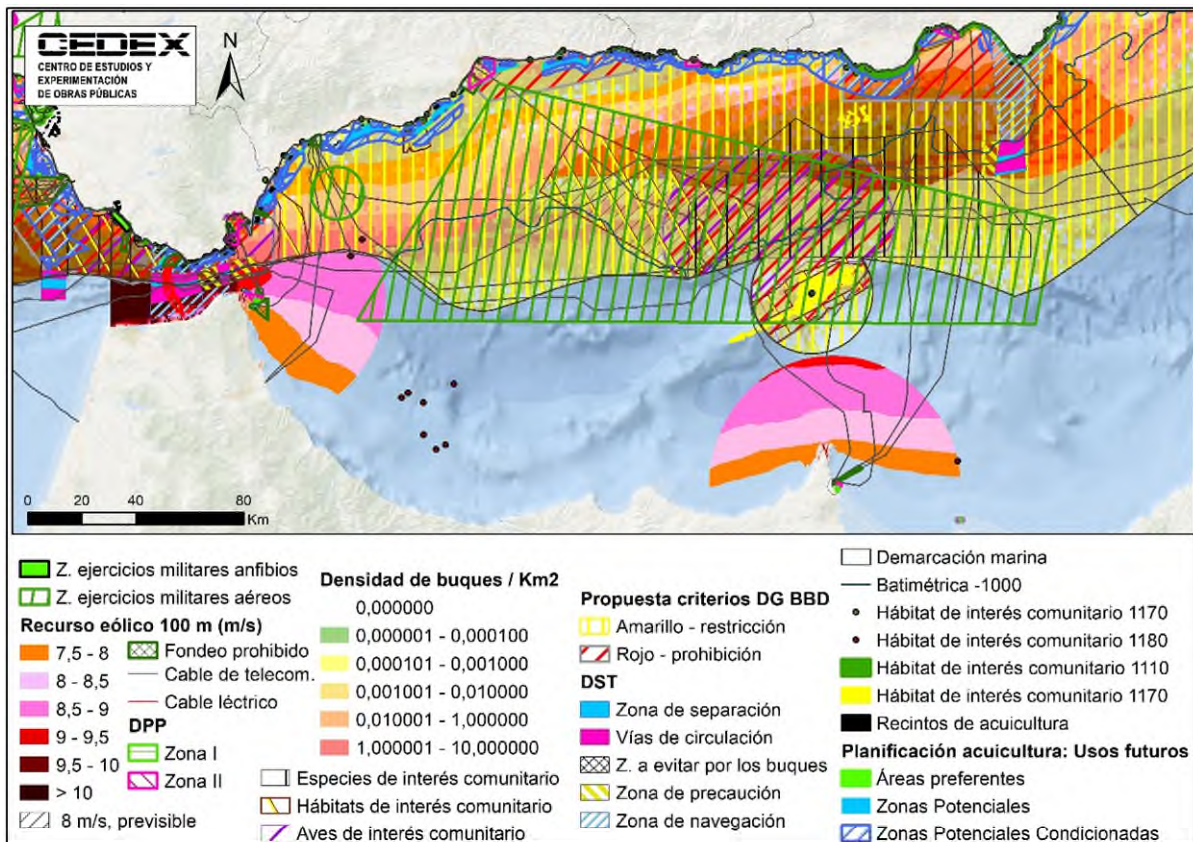 CEDEX
CENTRO DE ESTUDIOS Y
EXPERIMENTACIÓN
DE OBRAS PÚBLICAS
N
0 40 80
Km
Z. ejercicios militares anfibios
Z. ejercicios militares aéreos
Recurso eólico 100 m (m/s)
7,5 - 8
8 - 8,5
8,5 - 9
9 - 9,5
9,5 - 10
> 10
8 m/s, previsible
Fondeo prohibido
Cable de telecom.
Cable léctrico
DPP
Zona I
Zona II
Densidad de buques / Km2
0,000000
0,000001 - 0,000100
0,000101 - 0,001000
0,001001 - 0,010000
0,010001 - 1,000000
1,000001 - 10,000000
Especies de interés comunitario
Hábitats de interés comunitario
Aves de interés comunitario
Propuesta criterios DG BBD
Amarillo - restricción
Rojo - prohibición
DST
Zona de separación
Vías de circulación
Z. a evitar por los buques
Zona de precaución
Zona de navegación
Demarcación marina
Batimétrica -1000
Hábitat de interés comunitario 1170
Hábitat de interés comunitario 1180
Hábitat de interés comunitario 1110
Hábitat de interés comunitario 1170
Recintos de acuicultura
Planificación acuicultura: Usos futuros
Áreas preferentes
Zonas Potenciales
Zonas Potenciales Condicionadas